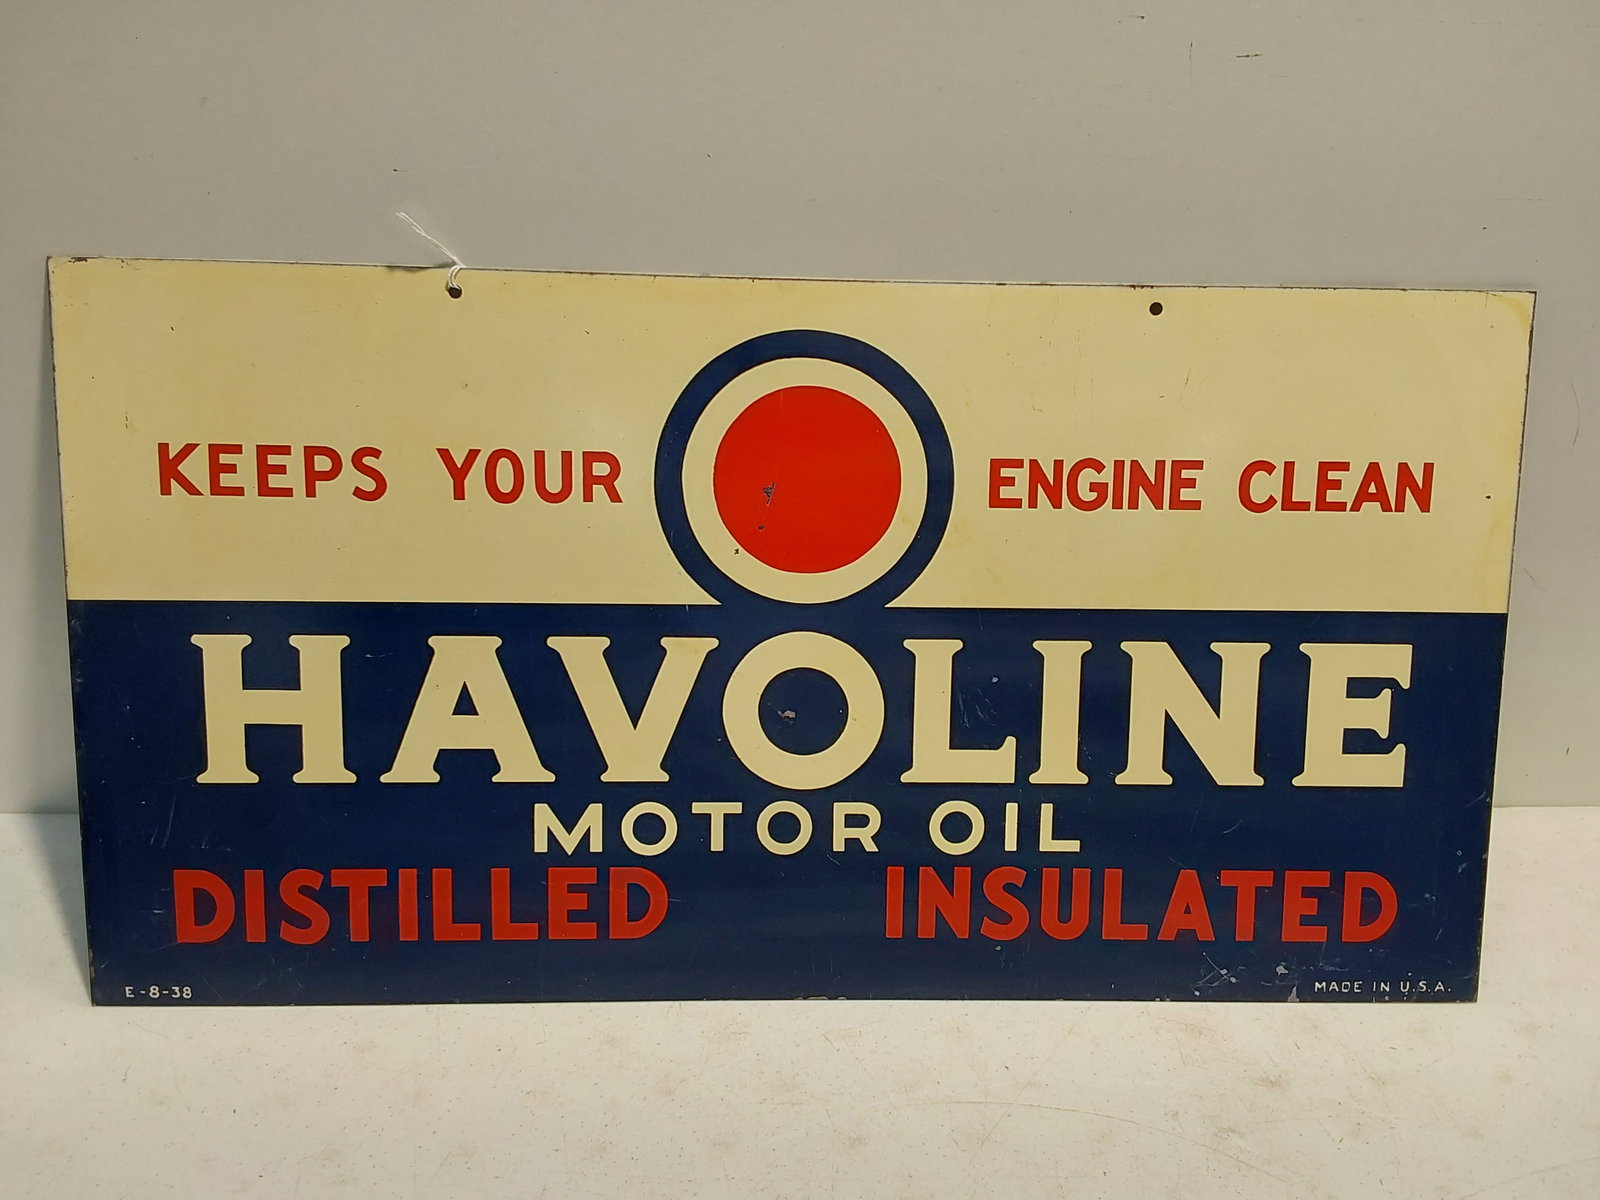 KEEPS YOUR ENGINE CLEAN
HAVOLINE
MOTOR OIL
DISTILLED INSULATED
E-8-38 MADE IN U.S.A.